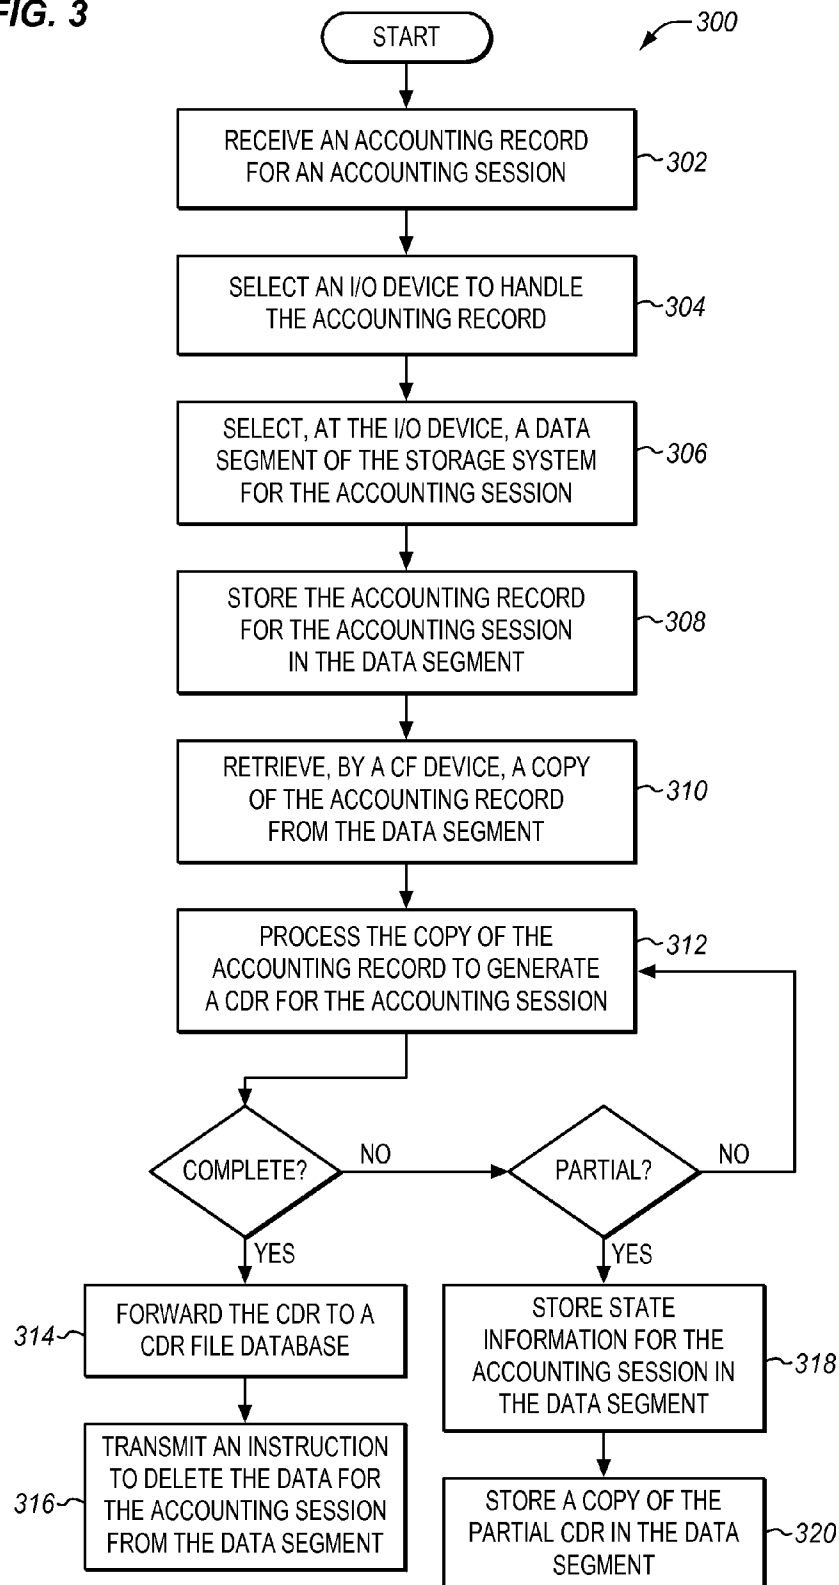 FIG. 3
START
300
RECEIVE AN ACCOUNTING RECORD
FOR AN ACCOUNTING SESSION
302
SELECT AN I/O DEVICE TO HANDLE
THE ACCOUNTING RECORD
304
SELECT, AT THE I/O DEVICE, A DATA
SEGMENT OF THE STORAGE SYSTEM
FOR THE ACCOUNTING SESSION
306
STORE THE ACCOUNTING RECORD
FOR THE ACCOUNTING SESSION
IN THE DATA SEGMENT
308
RETRIEVE, BY A CF DEVICE, A COPY
OF THE ACCOUNTING RECORD
FROM THE DATA SEGMENT
310
PROCESS THE COPY OF THE
ACCOUNTING RECORD TO GENERATE
A CDR FOR THE ACCOUNTING SESSION
312
COMPLETE?
NO
PARTIAL?
NO
YES
YES
FORWARD THE CDR TO A
CDR FILE DATABASE
314
STORE STATE
INFORMATION FOR THE
ACCOUNTING SESSION IN
THE DATA SEGMENT
318
TRANSMIT AN INSTRUCTION
TO DELETE THE DATA FOR
THE ACCOUNTING SESSION
FROM THE DATA SEGMENT
316
STORE A COPY OF THE
PARTIAL CDR IN THE DATA
SEGMENT
320